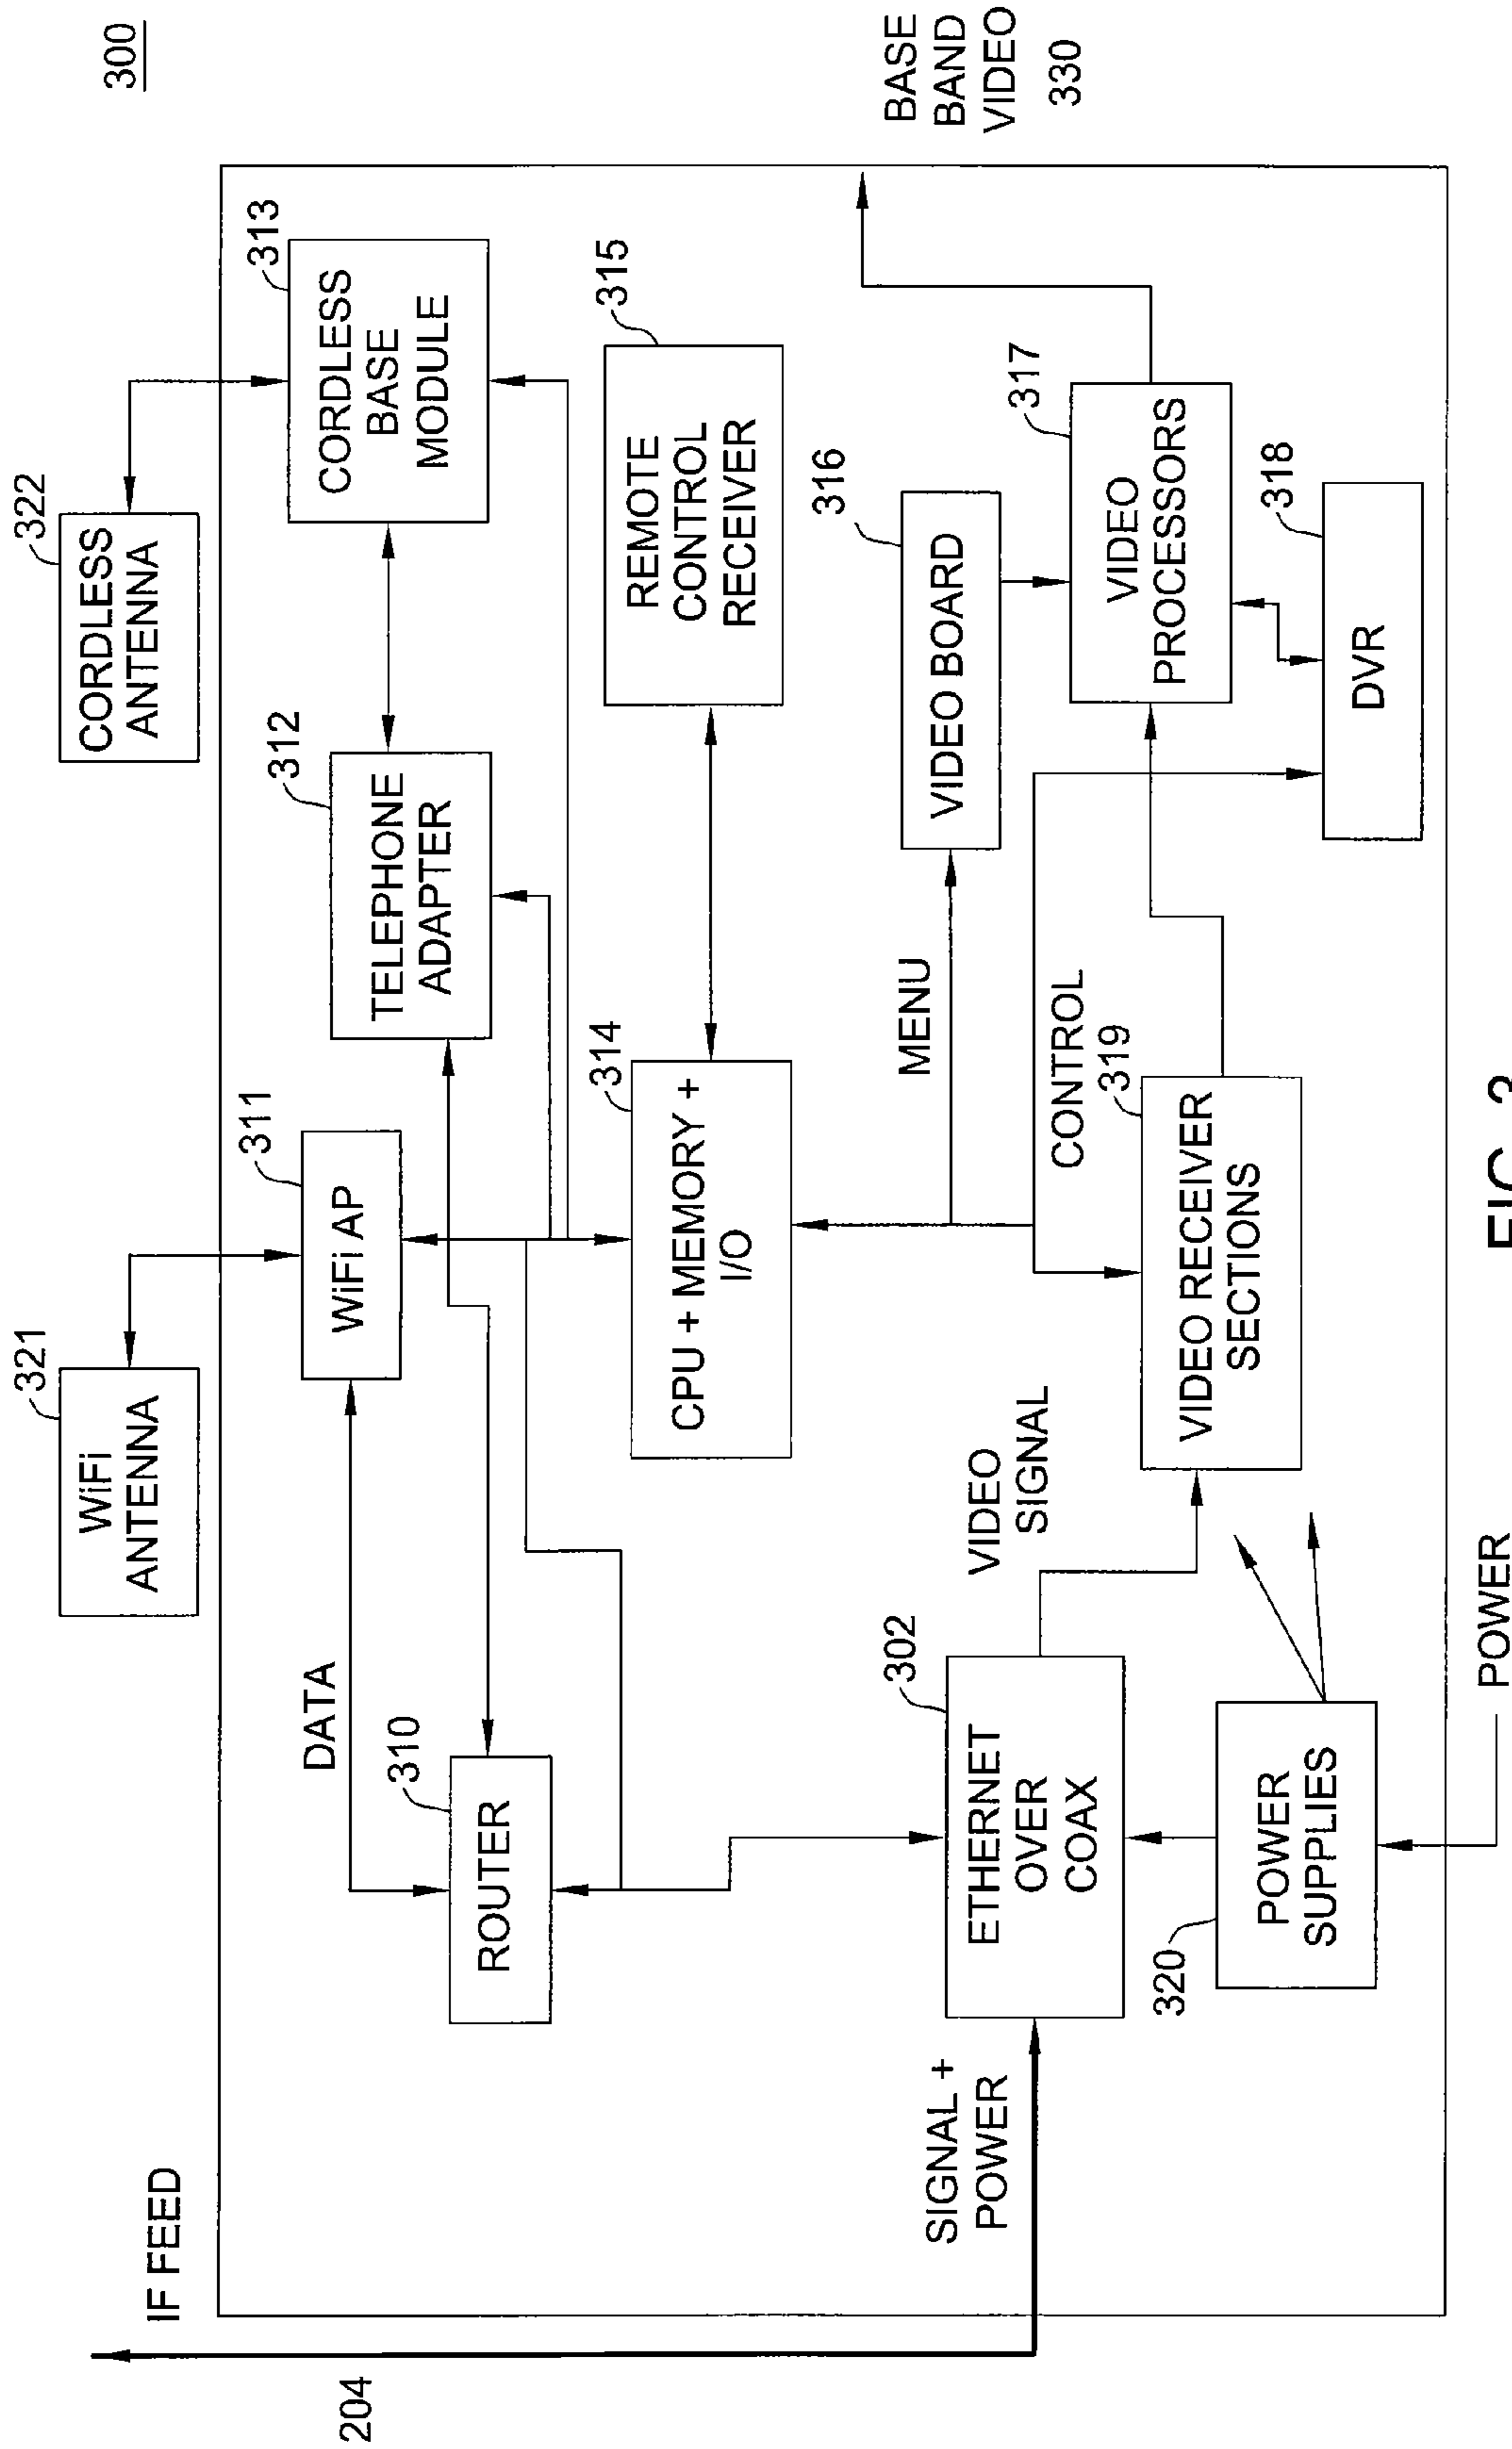 300
WiFi
ANTENNA
321
CORDLESS
ANTENNA
322
IF FEED
204
DATA
WiFi AP
311
TELEPHONE
ADAPTER
312
CORDLESS
BASE
MODULE
313
ROUTER
310
CPU + MEMORY +
I/O
314
REMOTE
CONTROL
RECEIVER
315
MENU
VIDEO BOARD
316
BASE
BAND
VIDEO
330
SIGNAL +
POWER
ETHERNET
OVER
COAX
302
VIDEO
SIGNAL
CONTROL
VIDEO RECEIVER
SECTIONS
319
VIDEO
PROCESSORS
317
POWER
SUPPLIES
320
DVR
318
POWER
FIG. 3